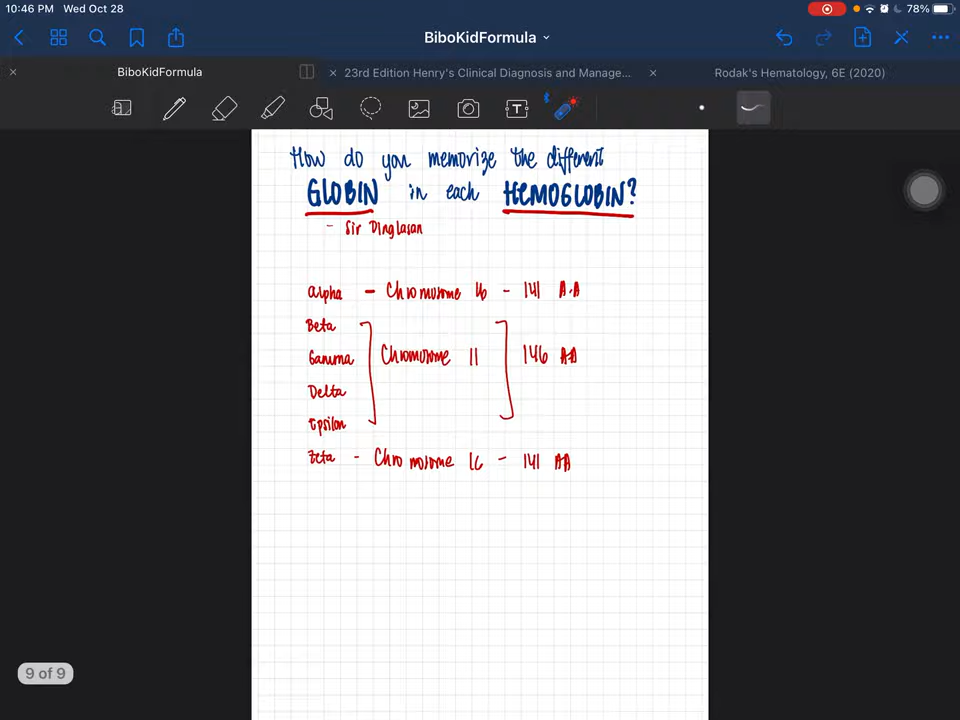 10:46 PM Wed Oct 28
78%
BiboKidFormula
BiboKidFormula
23rd Edition Henry's Clinical Diagnosis and Manage...
Rodak's Hematology, 6E (2020)
How do you memorize the different
GLOBIN in each HEMOGLOBIN?
- Sir Dinglasan
Alpha - Chromosome 16 - 141 A.A
Beta
Gamma Chromosome 11 146 AA
Delta
Epsilon
Zeta - Chromosome 16 - 141 AA
9 of 9